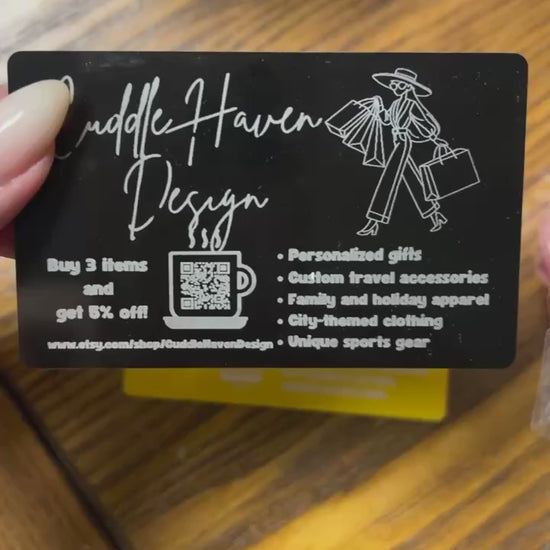 Cuddle Haven
Design
Buy 3 items
and
get 5% off!
www.etsy.com/shop/CuddleHavenDesign
• Personalized gifts
• Custom travel accessories
• Family and holiday apparel
• City-themed clothing
• Unique sports gear